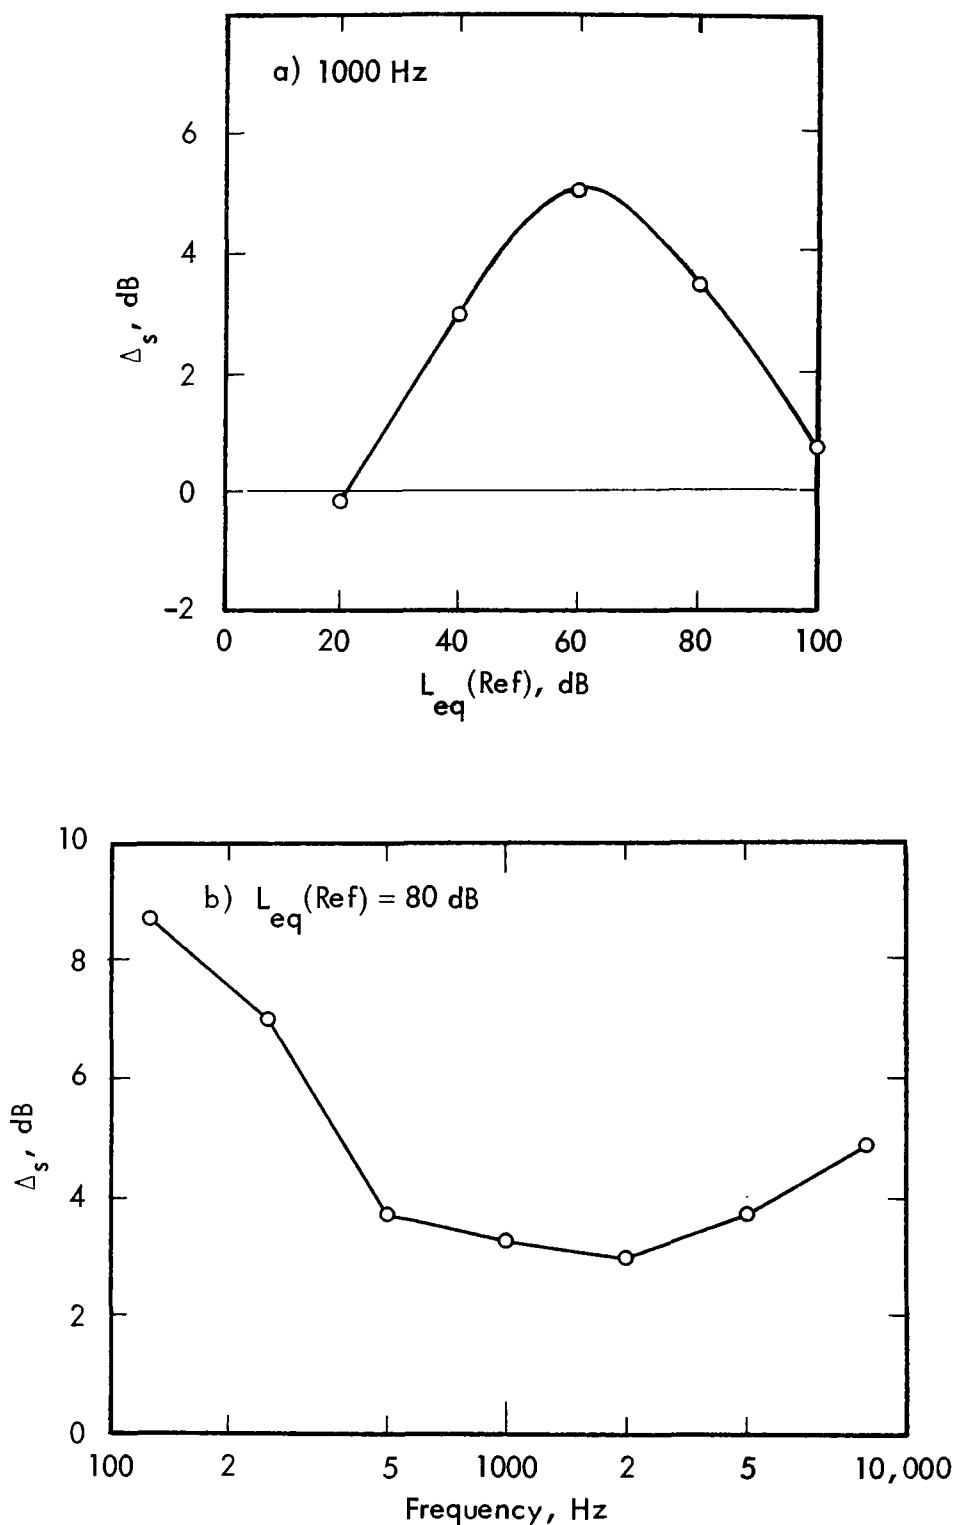 a) 1000 Hz
6
4
2
0
-2
Δs, dB
0 20 40 60 80 100
Leq (Ref), dB
b) Leq (Ref) = 80 dB
10
8
6
4
2
0
Δs, dB
100 2 5 1000 2 5 10,000
Frequency, Hz